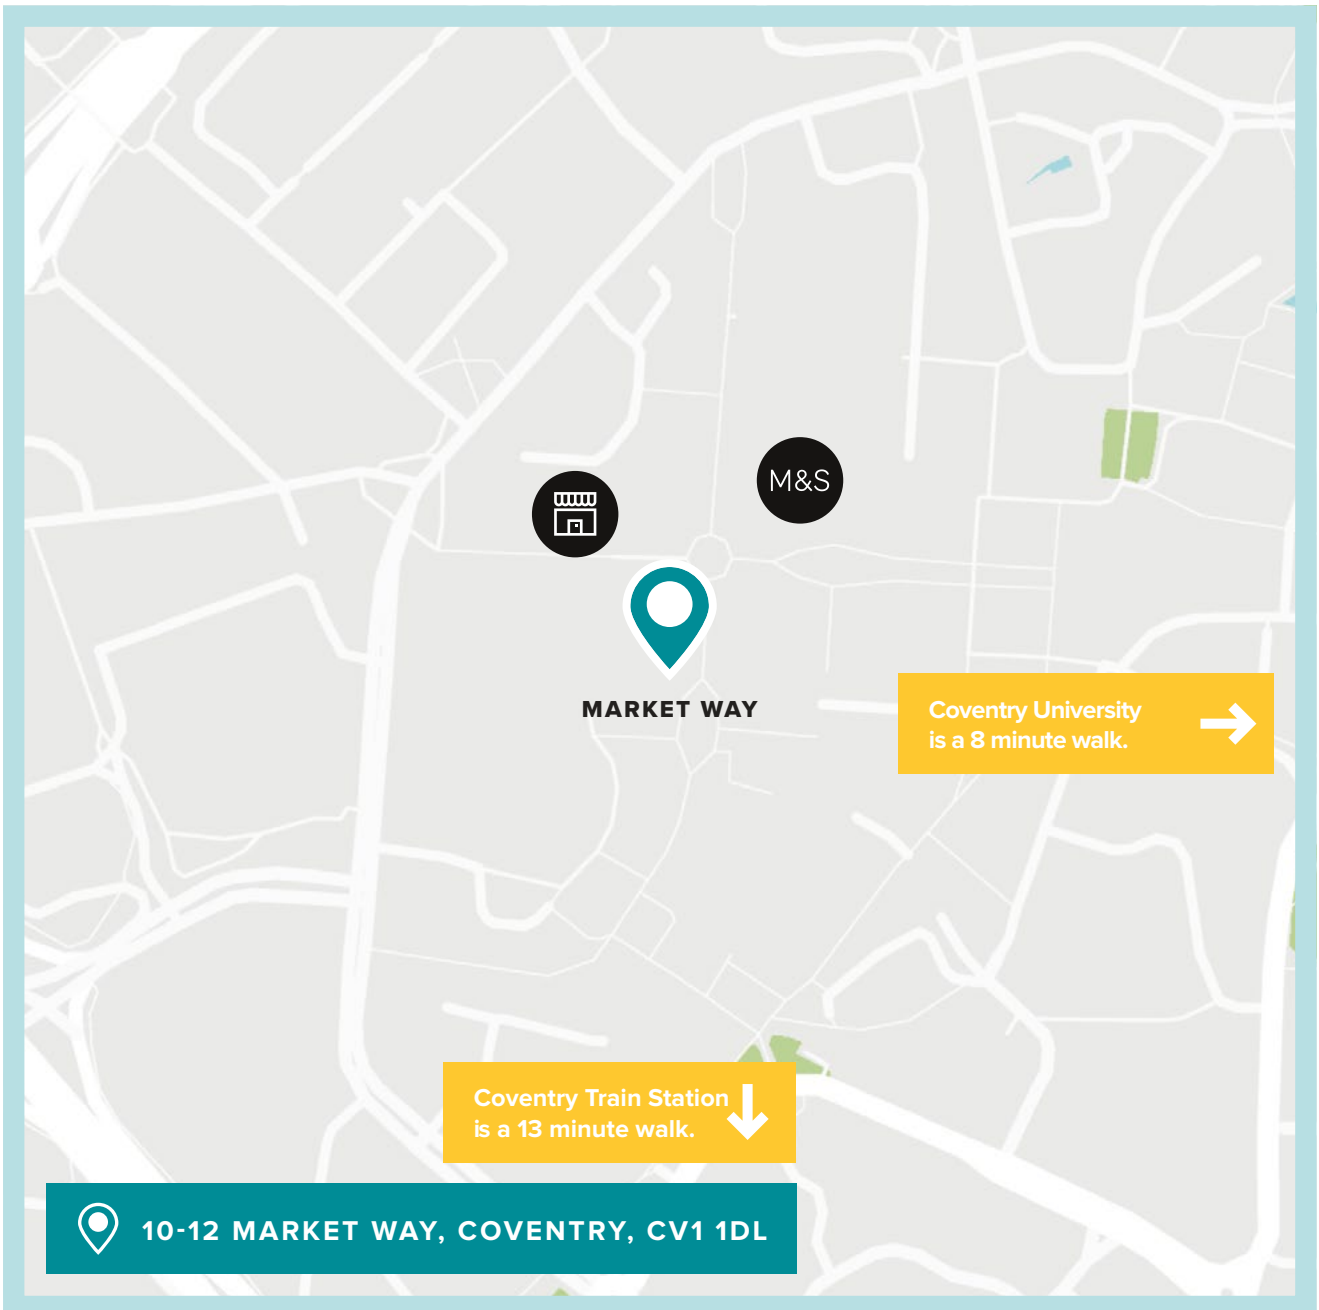 M&S
MARKET WAY
Coventry University
is a 8 minute walk.
Coventry Train Station
is a 13 minute walk.
10-12 MARKET WAY, COVENTRY, CV1 1DL